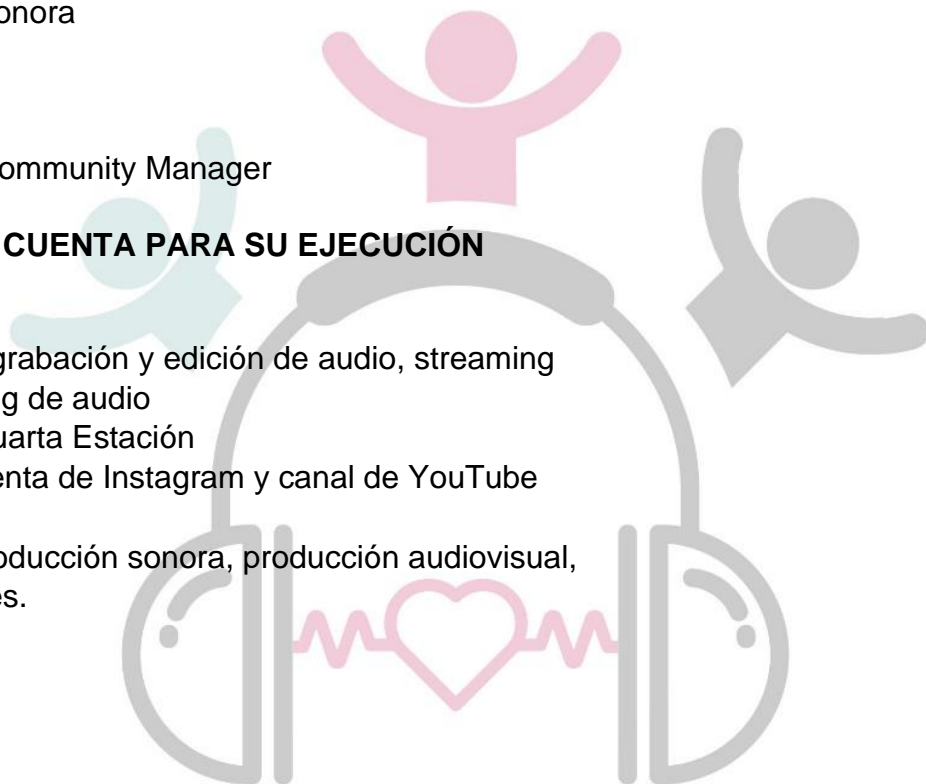 onora
ommunity Manager
CUENTA PARA SU EJECUCIÓN
grabación y edición de audio, streaming
g de audio
uarta Estación
enta de Instagram y canal de YouTube
oducción sonora, producción audiovisual,
es.